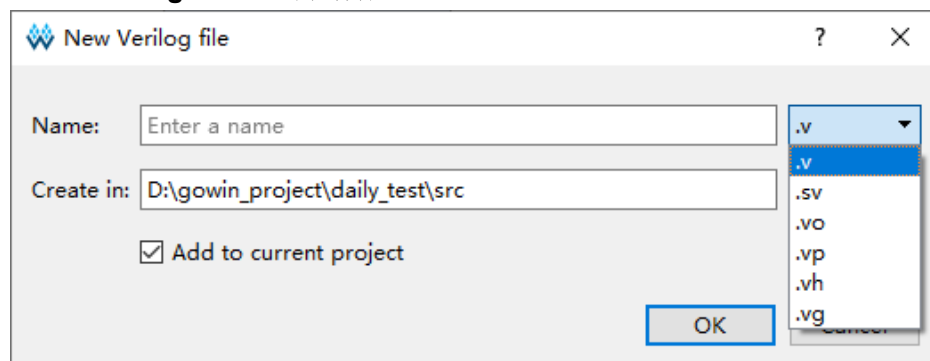 New Verilog file ? ×
Name: Enter a name .v
.v
Create in: D:\gowin_project\daily_test\src
.sv
.vo
Add to current project
.vp
.vh
.vg
OK